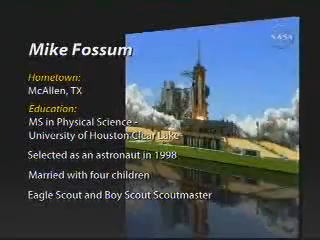 NASA
Mike Fossum
Hometown:
McAllen, TX
Education:
MS in Physical Science -
University of Houston Clear Lake
Selected as an astronaut in 1998
Married with four children
Eagle Scout and Boy Scout Scoutmaster